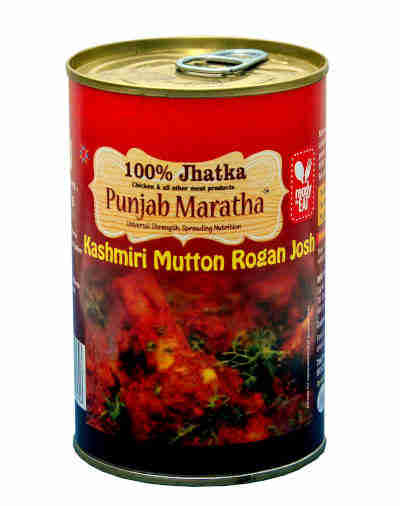 100% Jhatka
Chicken & all other meat products
Punjab Maratha
Universal Strength, Spreading Nutrition
ready to EAT
Kashmiri Mutton Rogan Josh